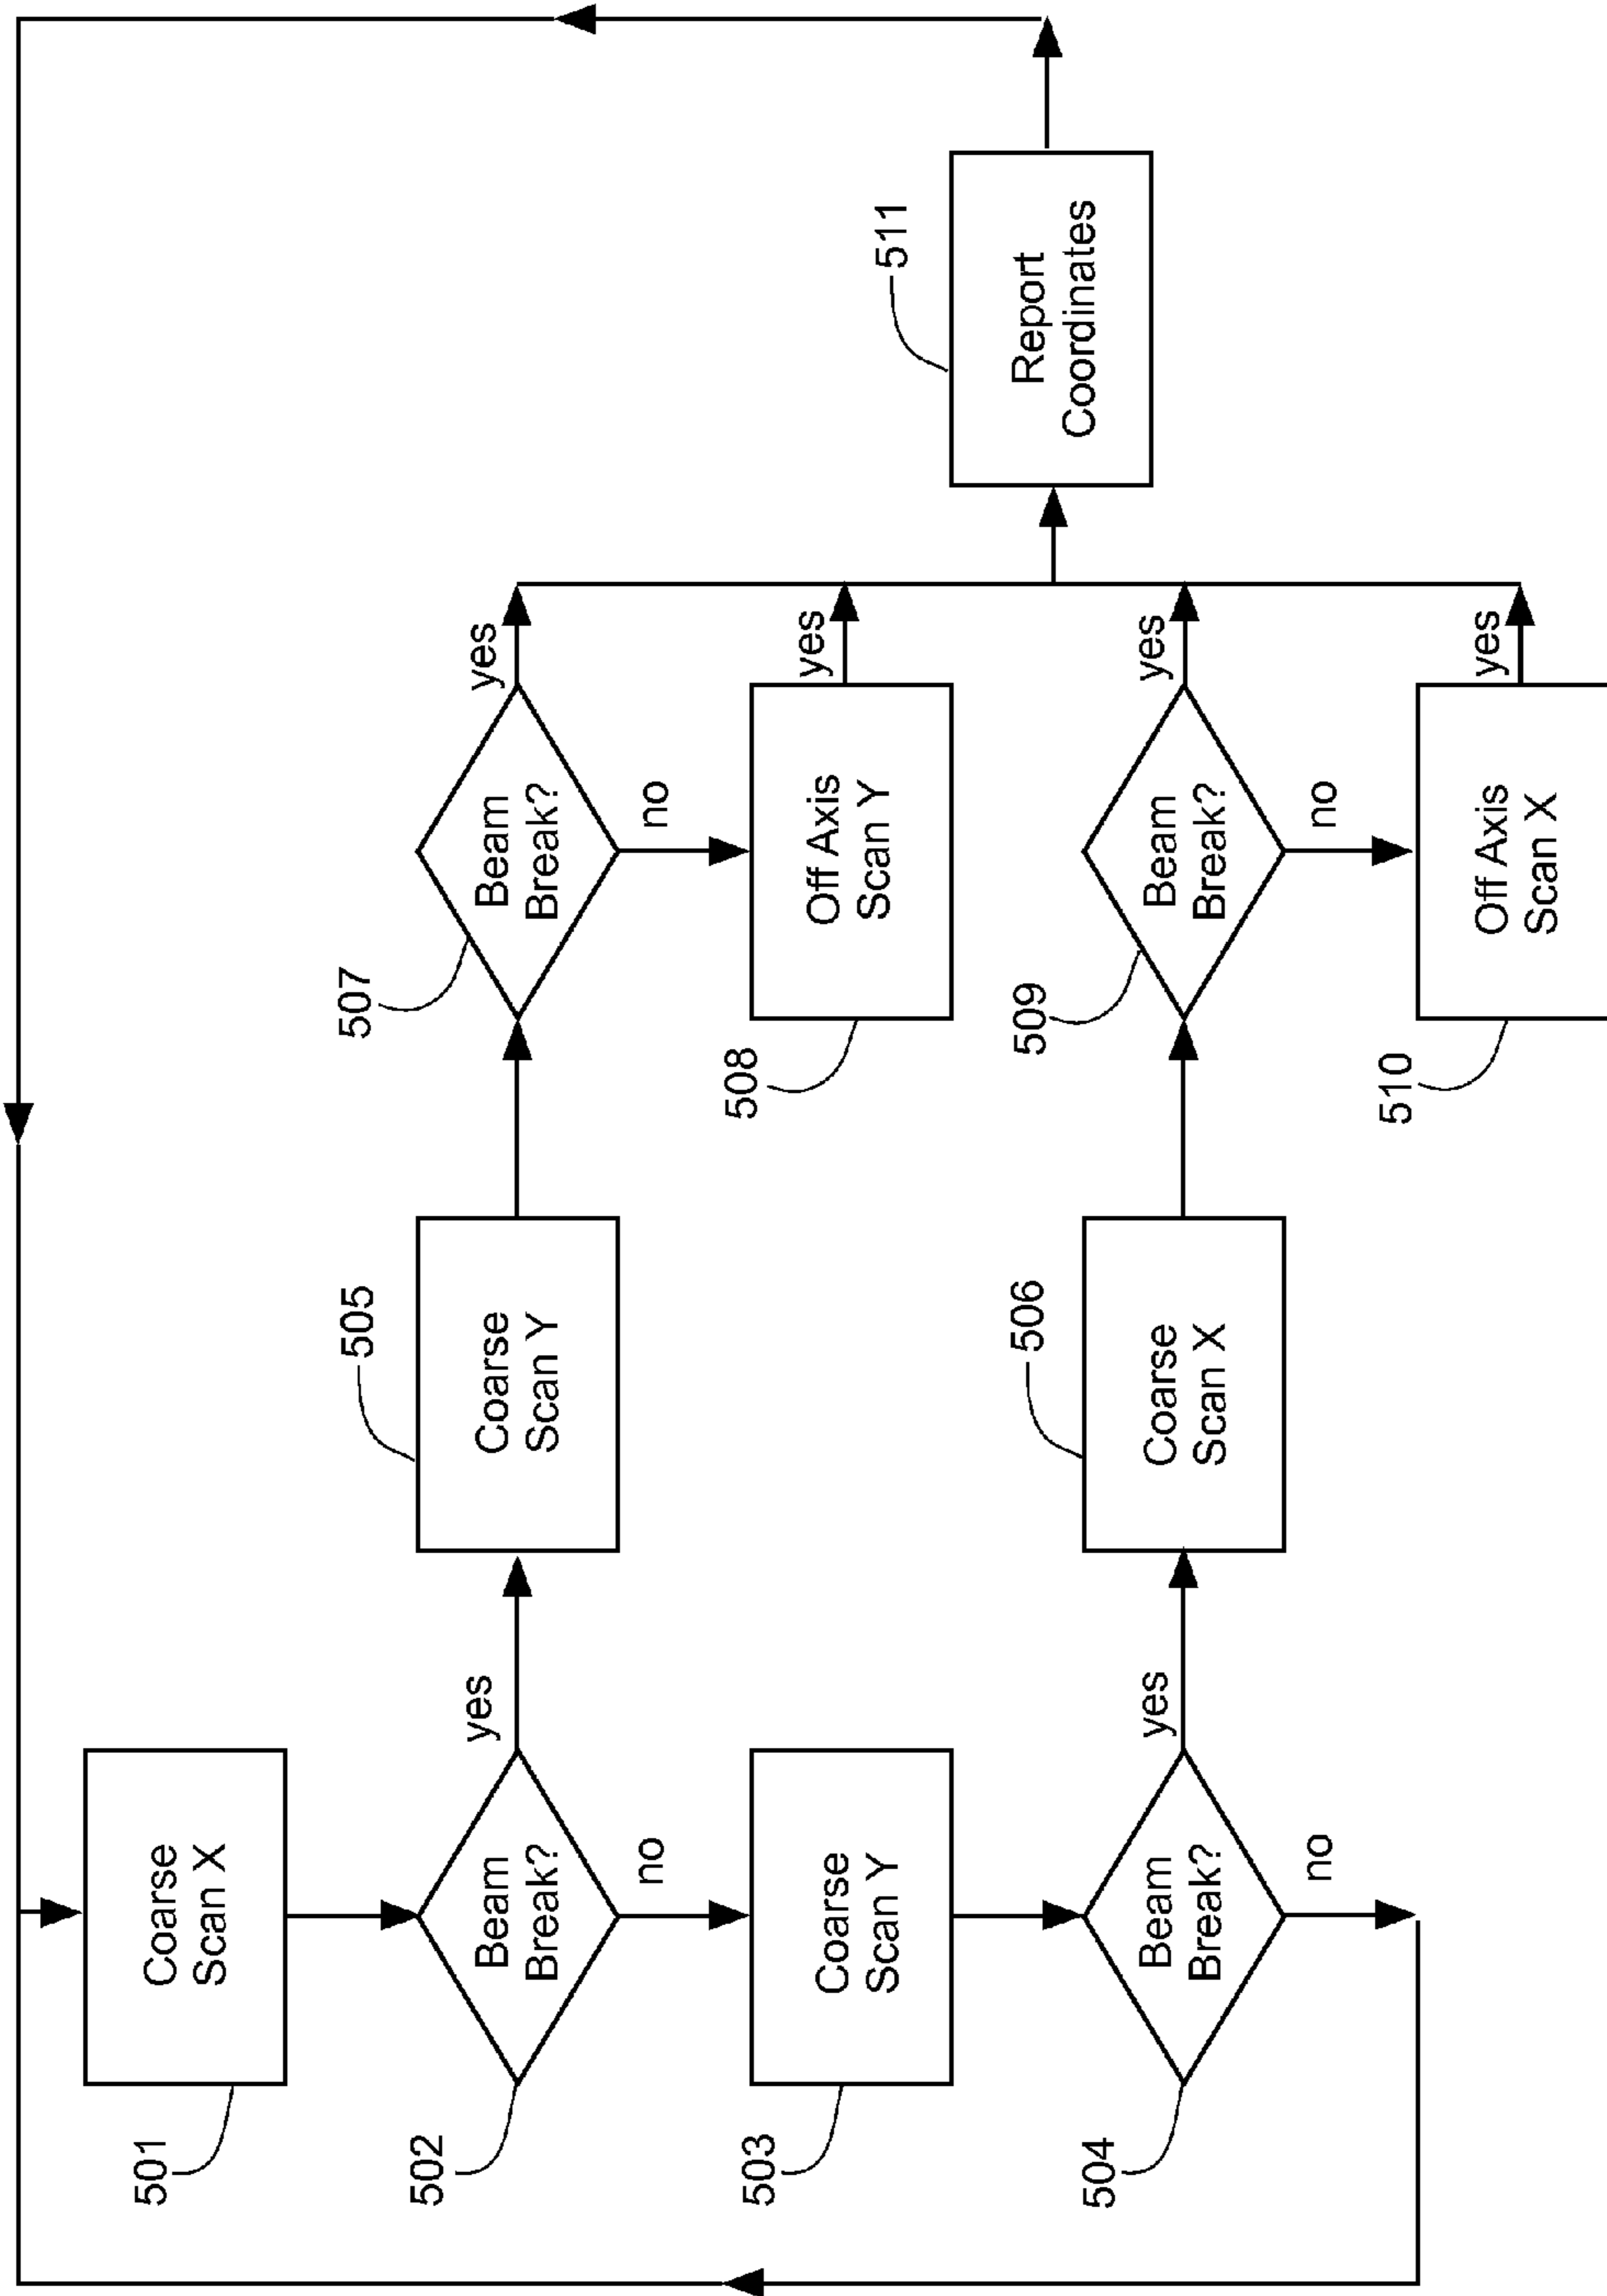 501
Coarse
Scan X
502
Beam
Break?
yes
no
503
Coarse
Scan Y
504
Beam
Break?
yes
no
505
Coarse
Scan Y
506
Coarse
Scan X
507
Beam
Break?
yes
no
508
Off Axis
Scan Y
yes
509
Beam
Break?
yes
no
510
Off Axis
Scan X
yes
511
Report
Coordinates